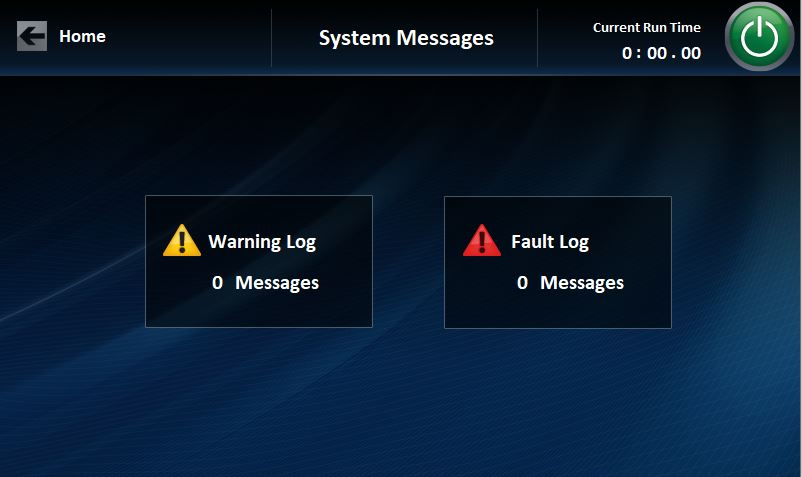 Home
System Messages
Current Run Time
0 : 00 . 00
Warning Log
0 Messages
Fault Log
0 Messages